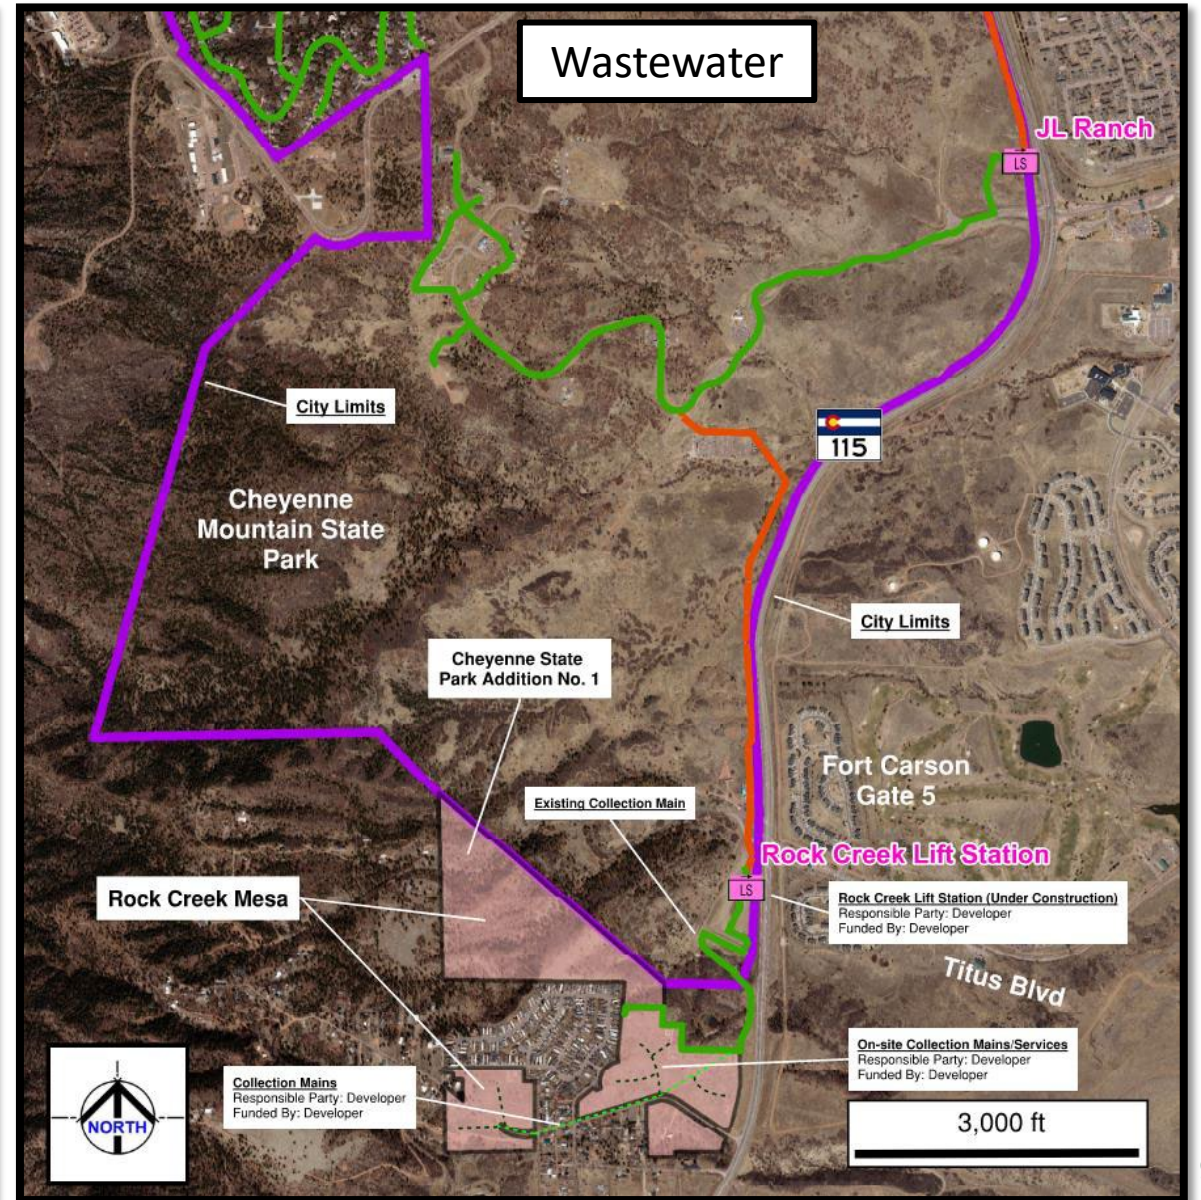 Wastewater
JL Ranch
LS
City Limits
115
Cheyenne
Mountain State
Park
City Limits
Cheyenne State
Park Addition No. 1
Fort Carson
Gate 5
Existing Collection Main
Rock Creek Lift Station
LS
Rock Creek Mesa
Rock Creek Lift Station (Under Construction)
Responsible Party: Developer
Funded By: Developer
Titus Blvd
On-site Collection Mains/Services
Responsible Party: Developer
Funded By: Developer
Collection Mains
Responsible Party: Developer
Funded By: Developer
NORTH
3,000 ft